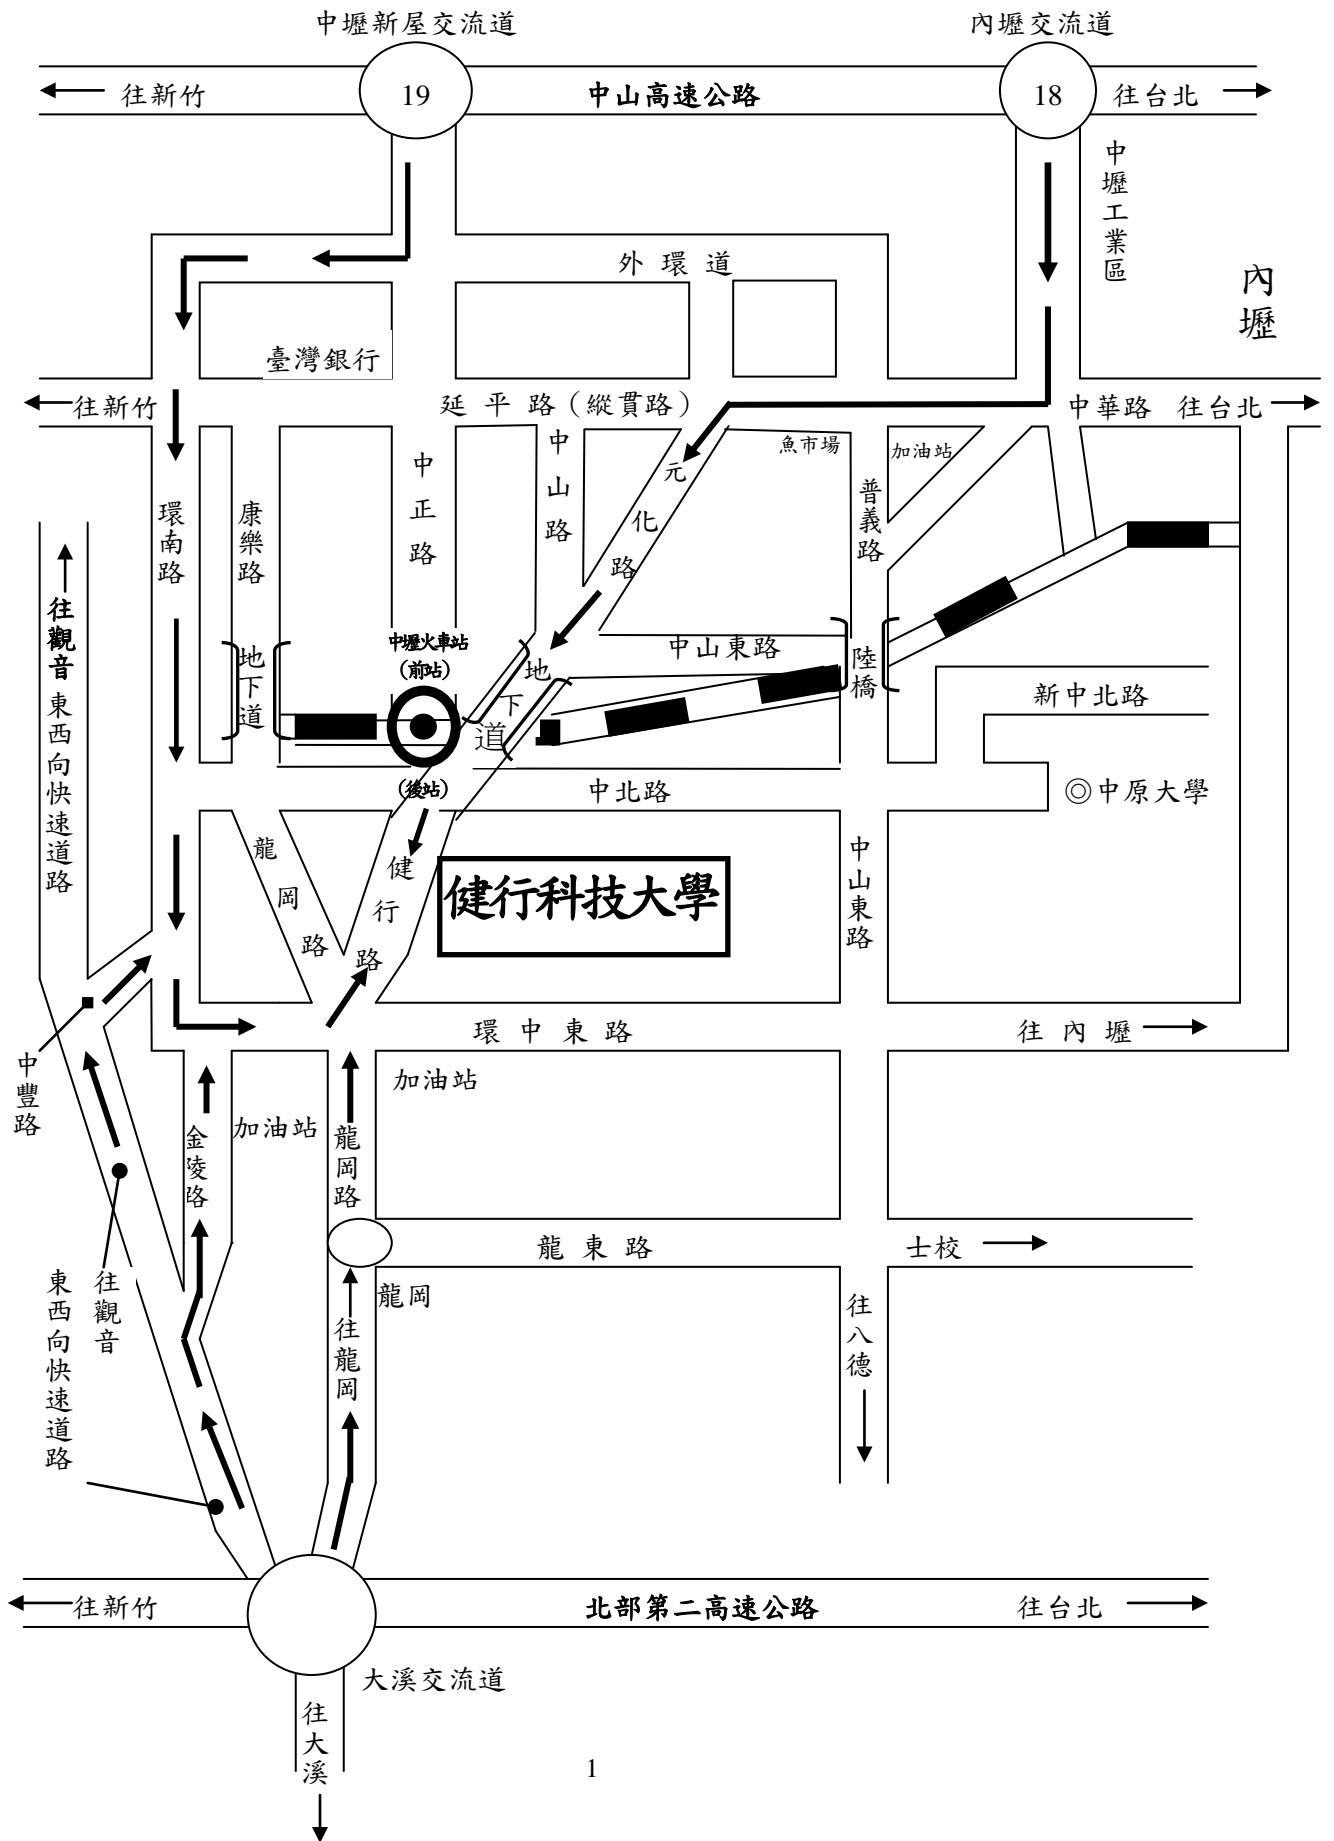 中壢新屋交流道
內壢交流道
往新竹
19
中山高速公路
18
往台北
中壢工業區
外環道
內壢
臺灣銀行
往新竹
延平路（縱貫路）
中華路 往台北
中正路
中山路
元化路
魚市場
加油站
普義路
環南路
康樂路
往觀音
東西向快速道路
地下道
中壢火車站
(前站)
地下道
中山東路
陸橋
新中北路
(後站)
中北路
◎中原大學
龍岡路
健行路
健行科技大學
中山東路
環中東路
往內壢
中豐路
加油站
金陵路
加油站
龍岡路
龍東路
士校
東西向快速道路
往觀音
龍岡
往龍岡
往八德
往新竹
北部第二高速公路
往台北
大溪交流道
往大溪
1